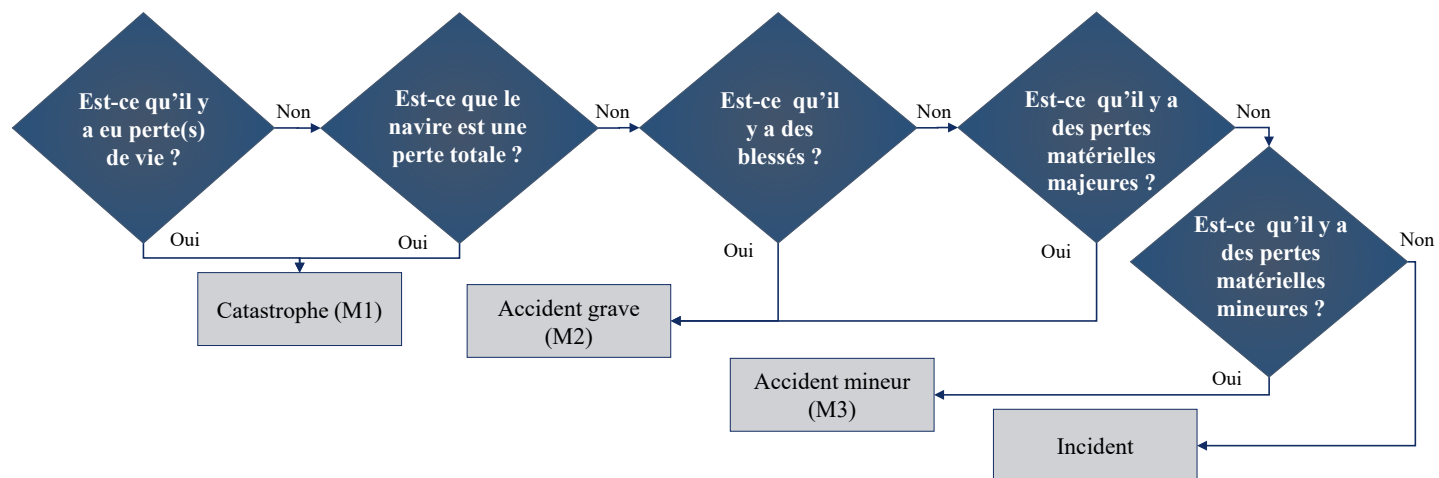 Est-ce qu'il y
a eu perte(s)
de vie ?
Non
Est-ce que le
navire est une
perte totale ?
Non
Est-ce qu'il
y a des
blessés ?
Non
Est-ce qu'il y a
des pertes
matérielles
majeures ?
Non
Est-ce qu'il y a
des pertes
matérielles
mineures ?
Non
Oui
Oui
Oui
Oui
Catastrophe (M1)
Accident grave
(M2)
Oui
Accident mineur
(M3)
Incident